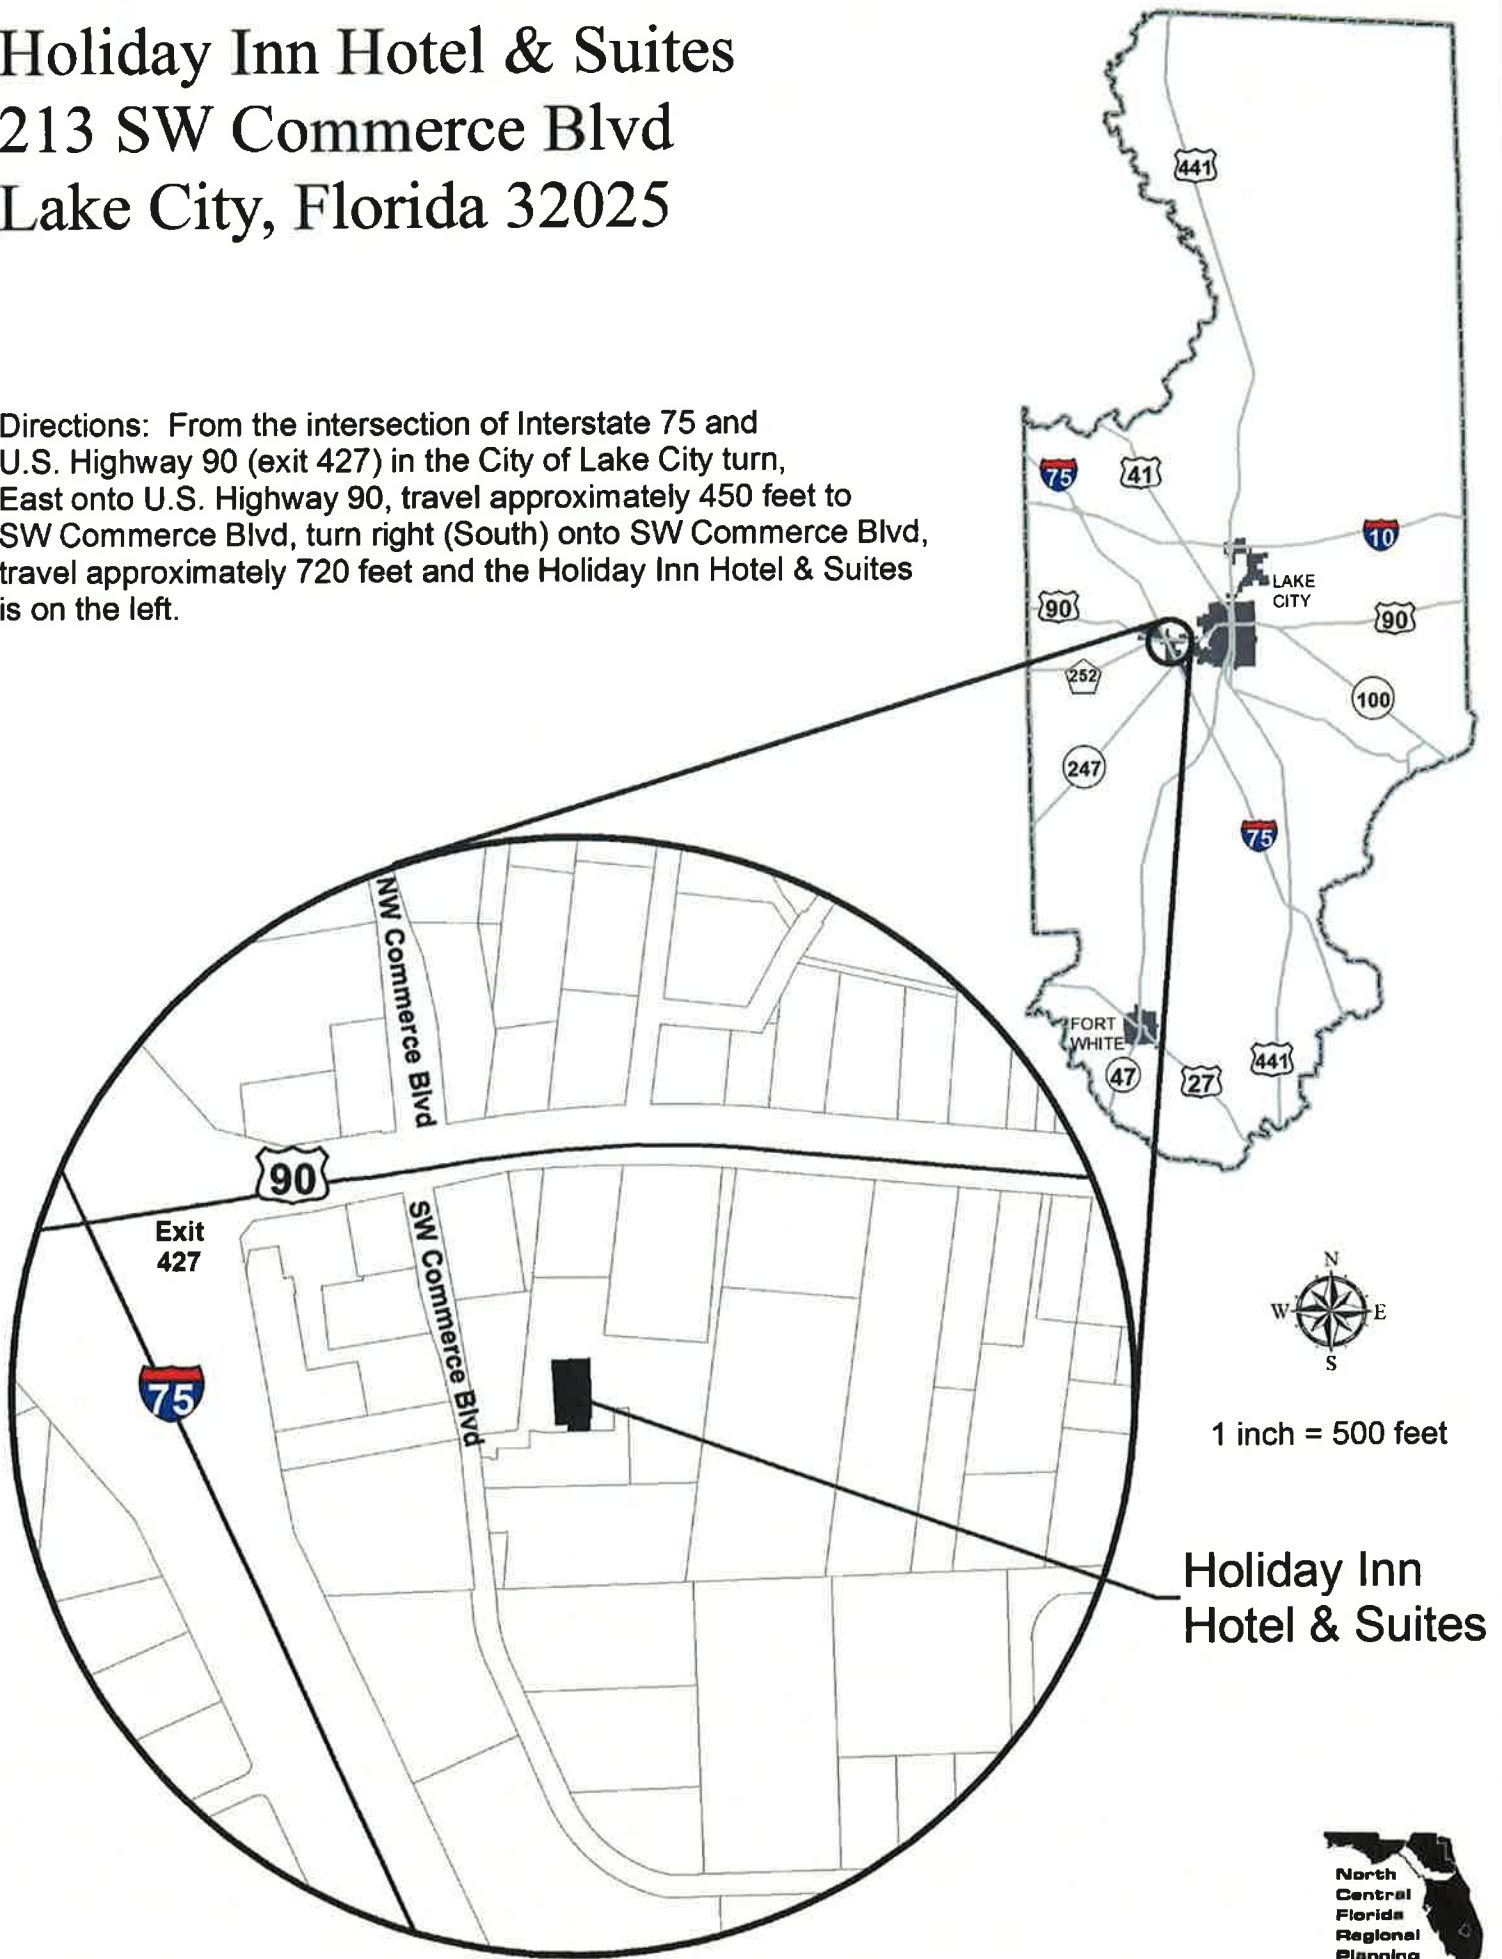 Holiday Inn Hotel & Suites
213 SW Commerce Blvd
Lake City, Florida 32025
Directions: From the intersection of Interstate 75 and
U.S. Highway 90 (exit 427) in the City of Lake City turn,
East onto U.S. Highway 90, travel approximately 450 feet to
SW Commerce Blvd, turn right (South) onto SW Commerce Blvd,
travel approximately 720 feet and the Holiday Inn Hotel & Suites
is on the left.
441
75
41
10
LAKE
CITY
90
90
252
100
247
75
FORT
WHITE
47
27
441
NW Commerce Blvd
90
Exit
427
SW Commerce Blvd
75
N
W
E
S
1 inch = 500 feet
Holiday Inn
Hotel & Suites
North
Central
Florida
Regional
Planning